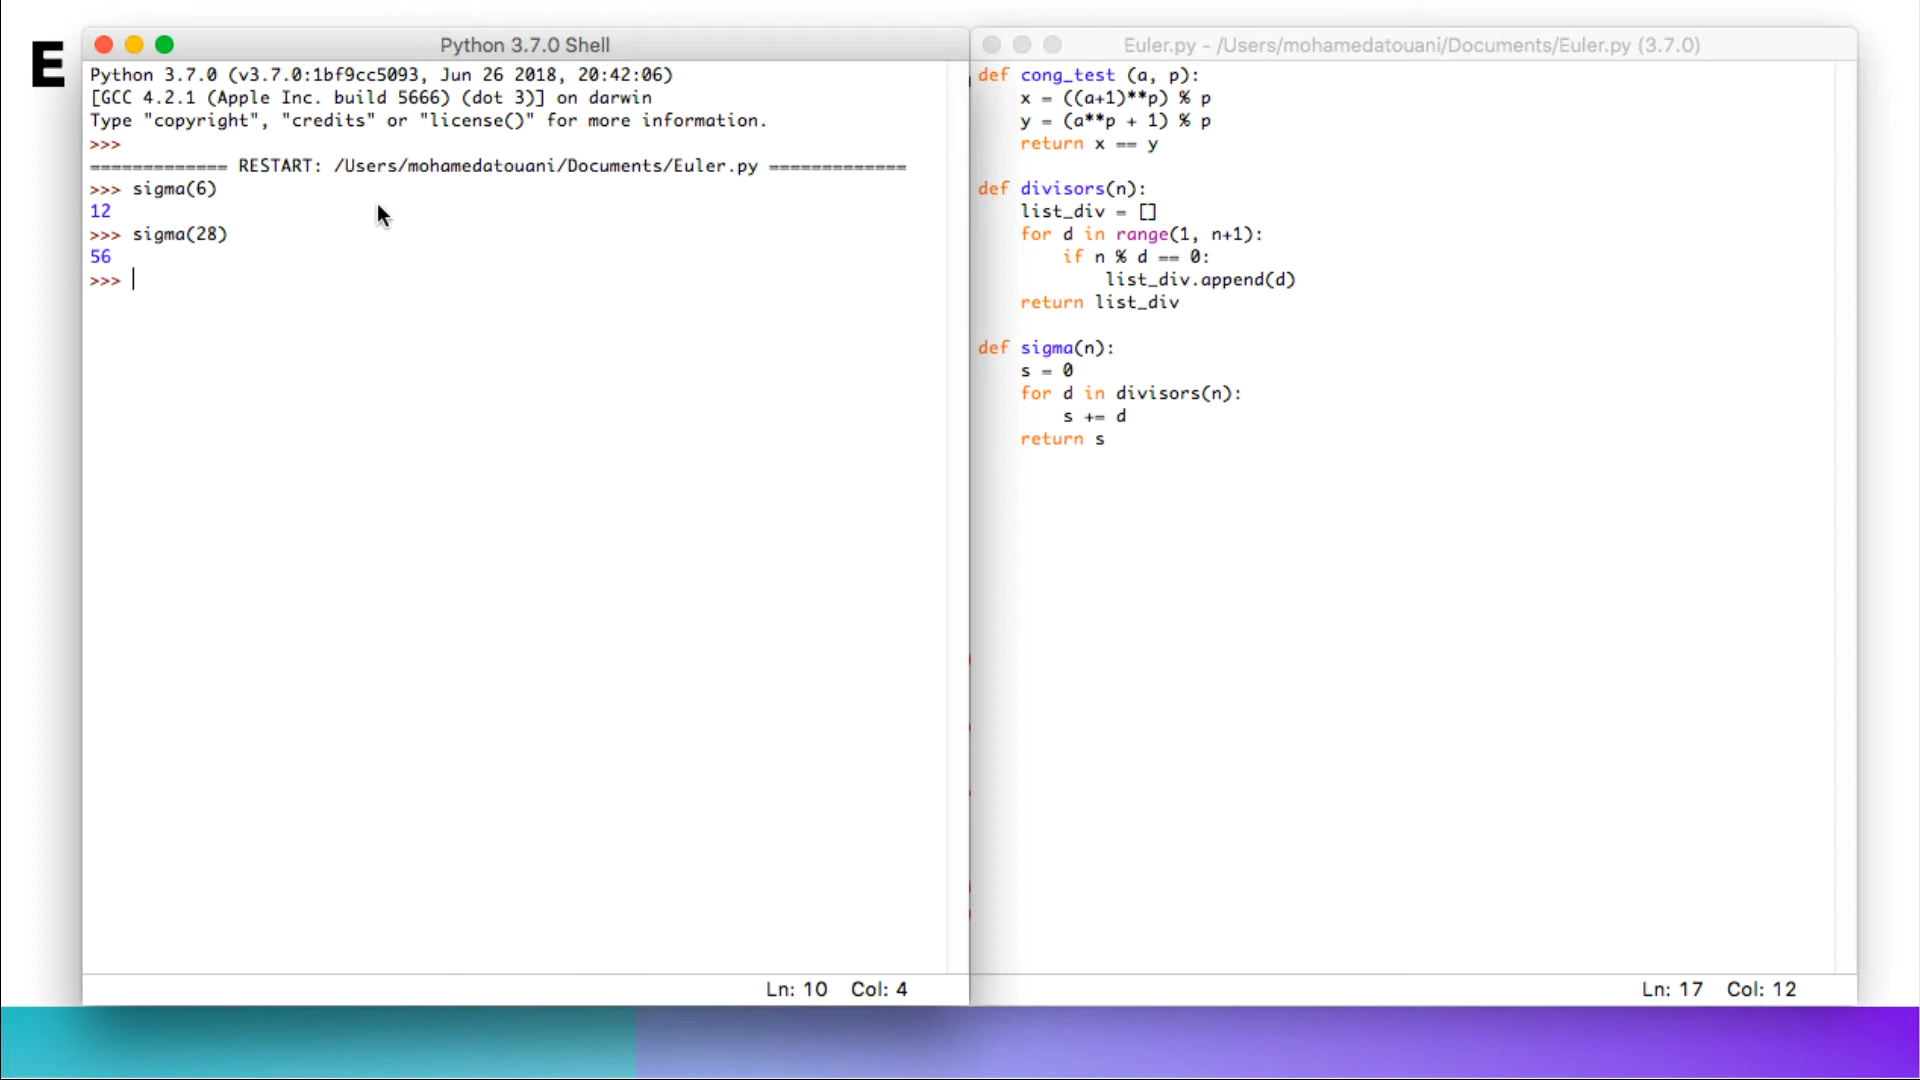 E
Python 3.7.0 Shell
Python 3.7.0 (v3.7.0:1bf9cc5093, Jun 26 2018, 20:42:06)
[GCC 4.2.1 (Apple Inc. build 5666) (dot 3)] on darwin
Type "copyright", "credits" or "license()" for more information.
>>>
============= RESTART: /Users/mohamedatouani/Documents/Euler.py =============
>>> sigma(6)
12
>>> sigma(28)
56
>>>
Ln: 10 Col: 4
Euler.py - /Users/mohamedatouani/Documents/Euler.py (3.7.0)
def cong_test (a, p):
    x = ((a+1)**p) % p
    y = (a**p + 1) % p
    return x == y
def divisors(n):
    list_div = []
    for d in range(1, n+1):
        if n % d == 0:
            list_div.append(d)
    return list_div
def sigma(n):
    s = 0
    for d in divisors(n):
        s += d
    return s
Ln: 17 Col: 12